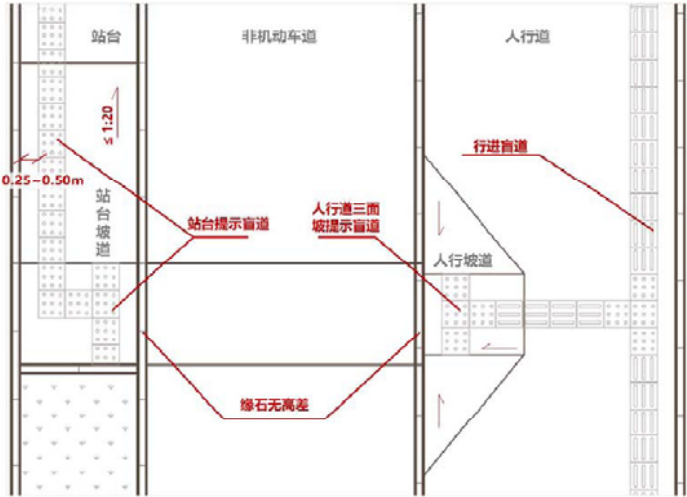 站台
非机动车道
人行道
≤ 1:20
行进盲道
0.25~0.50m
站台坡道
站台提示盲道
人行道三面
坡提示盲道
人行坡道
缘石无高差